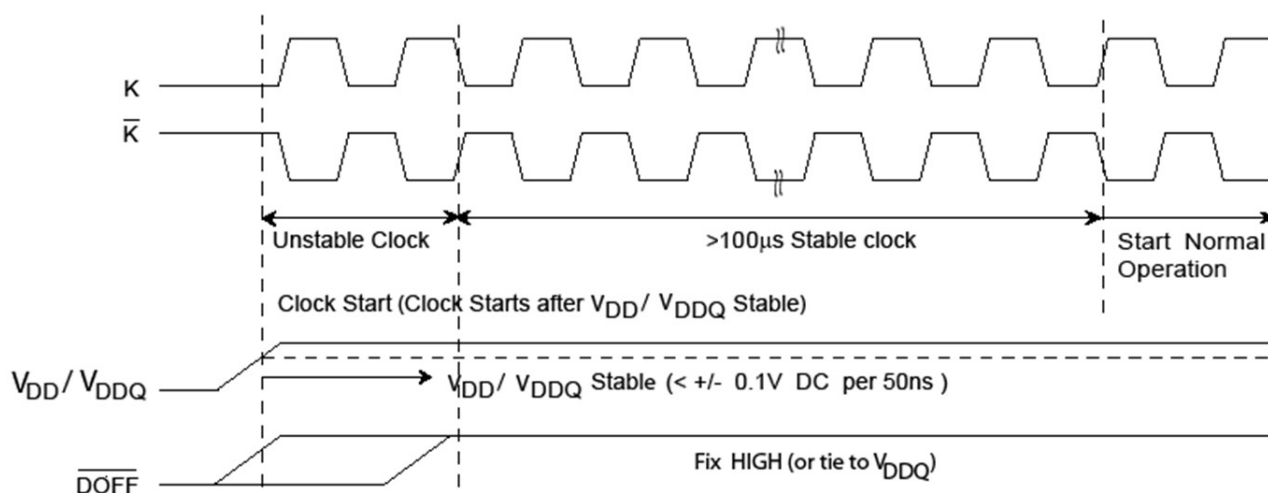 K
K̅
Unstable Clock
>100μs Stable clock
Start Normal
Operation
Clock Start (Clock Starts after VDD/ VDDQ Stable)
VDD/ VDDQ
VDD/ VDDQ Stable (< +/- 0.1V DC per 50ns )
D̅O̅F̅F̅
Fix HIGH (or tie to VDDQ)